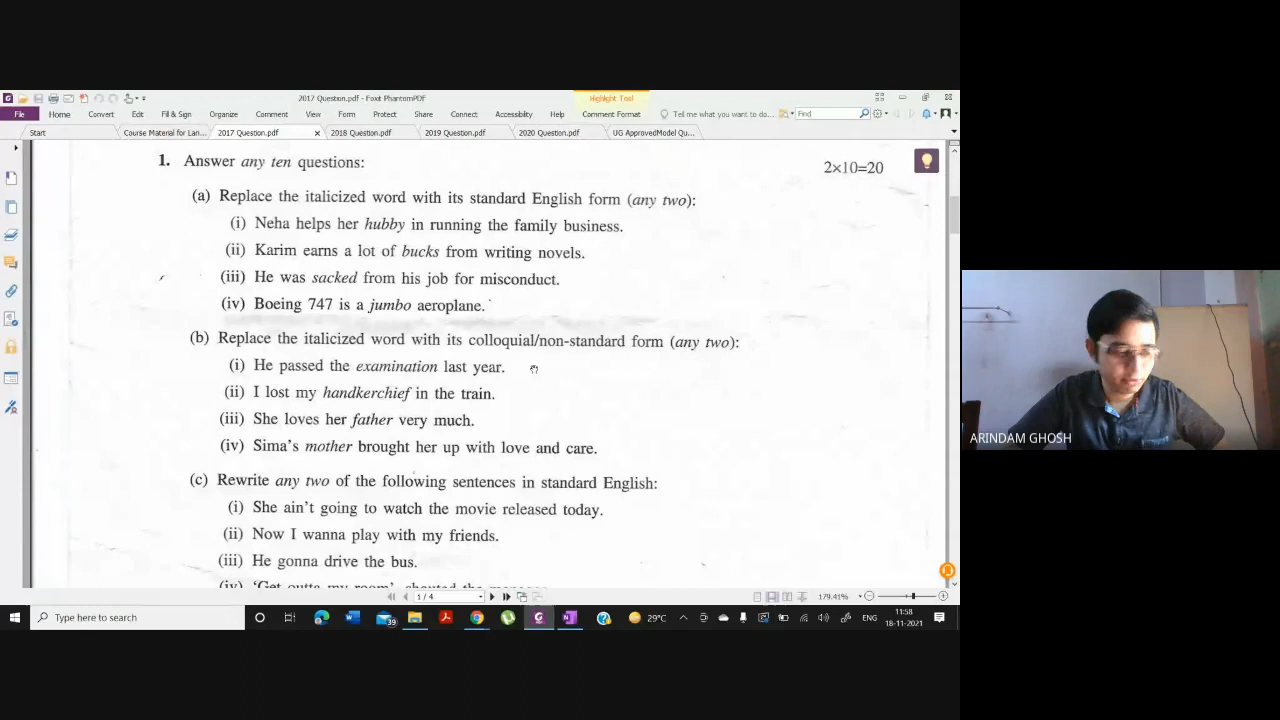 2017 Question.pdf - Foxit PhantomPDF
Highlight Tool
File Home Convert Edit Fill & Sign Organize Comment View Form Protect Share Connect Accessibility Help Comment Format Tell me what you want to do... Find
Start Course Material for Lan... 2017 Question.pdf × 2018 Question.pdf 2019 Question.pdf 2020 Question.pdf UG ApprovedModel Qu...
1. Answer any ten questions: 2×10=20
(a) Replace the italicized word with its standard English form (any two):
(i) Neha helps her hubby in running the family business.
(ii) Karim earns a lot of bucks from writing novels.
(iii) He was sacked from his job for misconduct.
(iv) Boeing 747 is a jumbo aeroplane.
(b) Replace the italicized word with its colloquial/non-standard form (any two):
(i) He passed the examination last year.
(ii) I lost my handkerchief in the train.
(iii) She loves her father very much.
(iv) Sima's mother brought her up with love and care.
ARINDAM GHOSH
(c) Rewrite any two of the following sentences in standard English:
(i) She ain't going to watch the movie released today.
(ii) Now I wanna play with my friends.
(iii) He gonna drive the bus.
(iv) 'Get outta my room', shouted the
1 / 4 179.41%
Type here to search 39 29°C ENG 11:58
18-11-2021